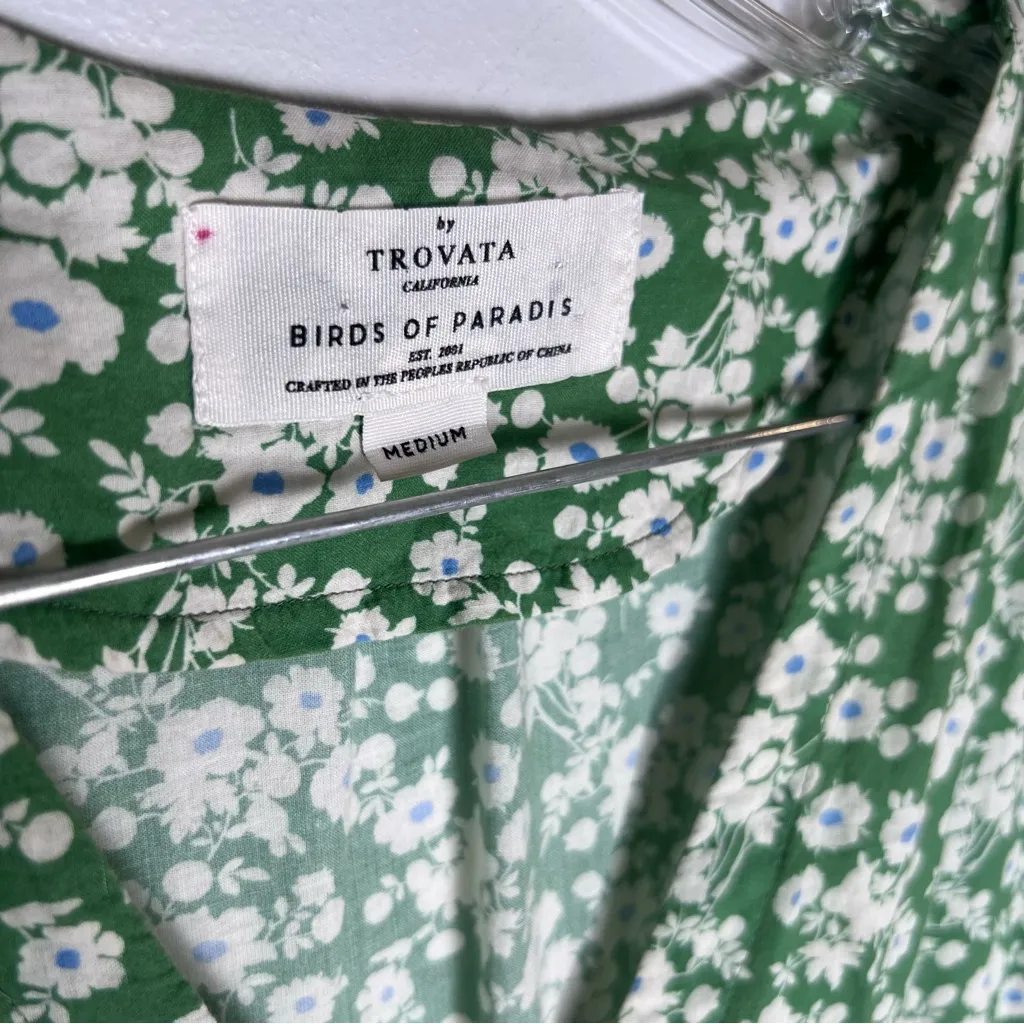 by
TROVATA
CALIFORNIA
BIRDS OF PARADIS
EST. 2001
CRAFTED IN THE PEOPLES REPUBLIC OF CHINA
MEDIUM